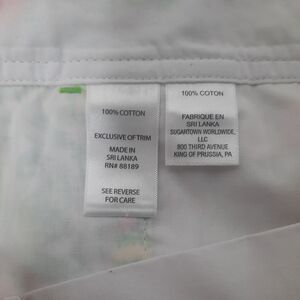 100% COTTON
EXCLUSIVE OF TRIM
MADE IN
SRI LANKA
RN# 88189
SEE REVERSE
FOR CARE
100% COTON
FABRIQUE EN
SRI LANKA
SUGARTOWN WORLDWIDE,
LLC
800 THIRD AVENUE
KING OF PRUSSIA, PA